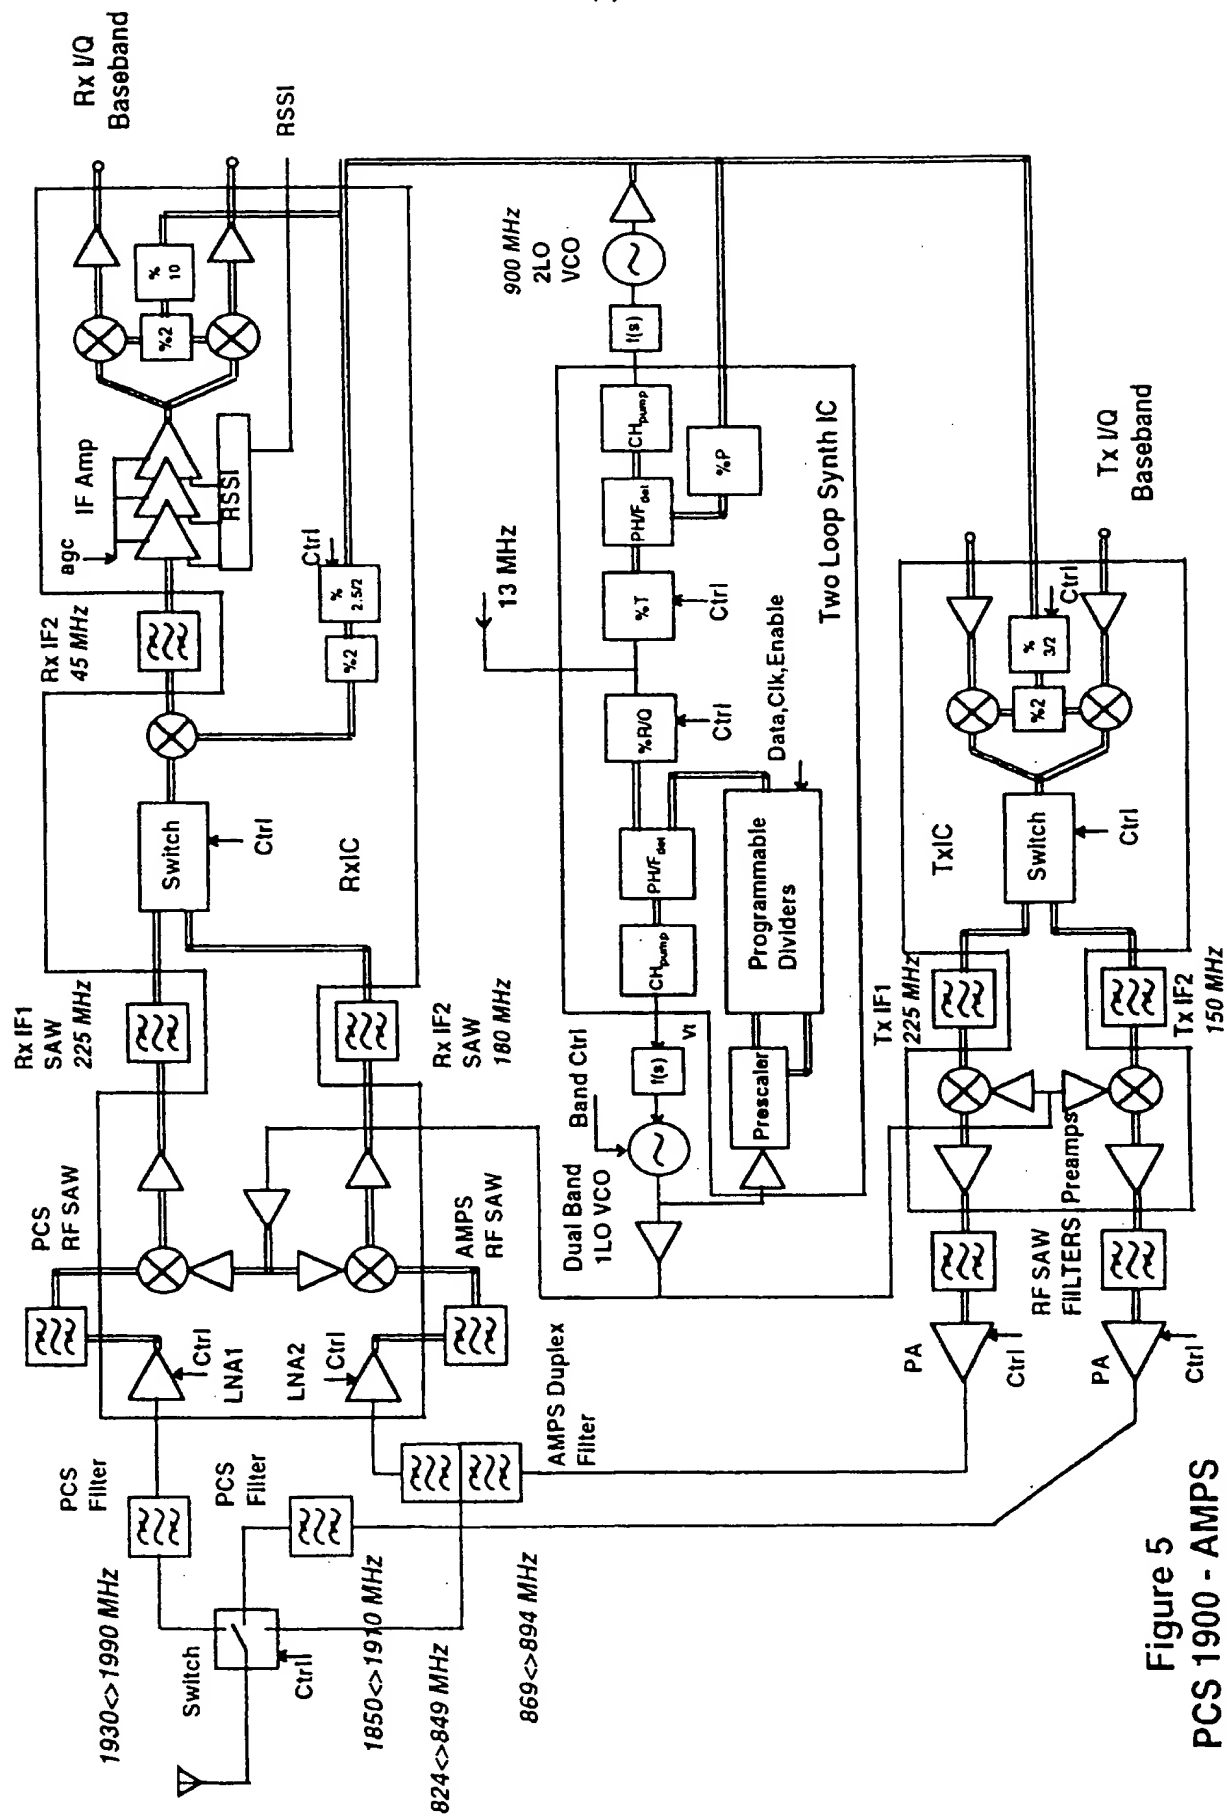 Rx I/Q
Baseband
RSSI
%
10
%2
IF Amp
agc
RSSI
Ctrl
%
2.5/2
%2
Rx IF2
45 MHz
Switch
Ctrl
RxIC
Rx IF1
SAW
225 MHz
Rx IF2
SAW
180 MHz
PCS
RF SAW
AMPS
RF SAW
Ctrl
LNA1
LNA2
Ctrl
PCS
Filter
PCS
Filter
AMPS Duplex
Filter
1930<>1990 MHz
Switch
Ctrl
1850<>1910 MHz
824<>849 MHz
869<>894 MHz
900 MHz
2LO
VCO
f(s)
CHpump
PH/Fdet
%P
%T
Ctrl
13 MHz
%R/Q
Ctrl
PH/Fdet
CHpump
Data,Clk,Enable
Programmable
Dividers
Two Loop Synth IC
Prescaler
Vt
f(s)
Band Ctrl
Dual Band
1LO VCO
Tx I/Q
Baseband
%
3/2
Ctrl
%2
TxIC
Switch
Ctrl
Tx IF1
225 MHz
Tx IF2
150 MHz
Preamps
RF SAW
FIILTERS
PA
Ctrl
PA
Ctrl
Figure 5
PCS 1900 - AMPS